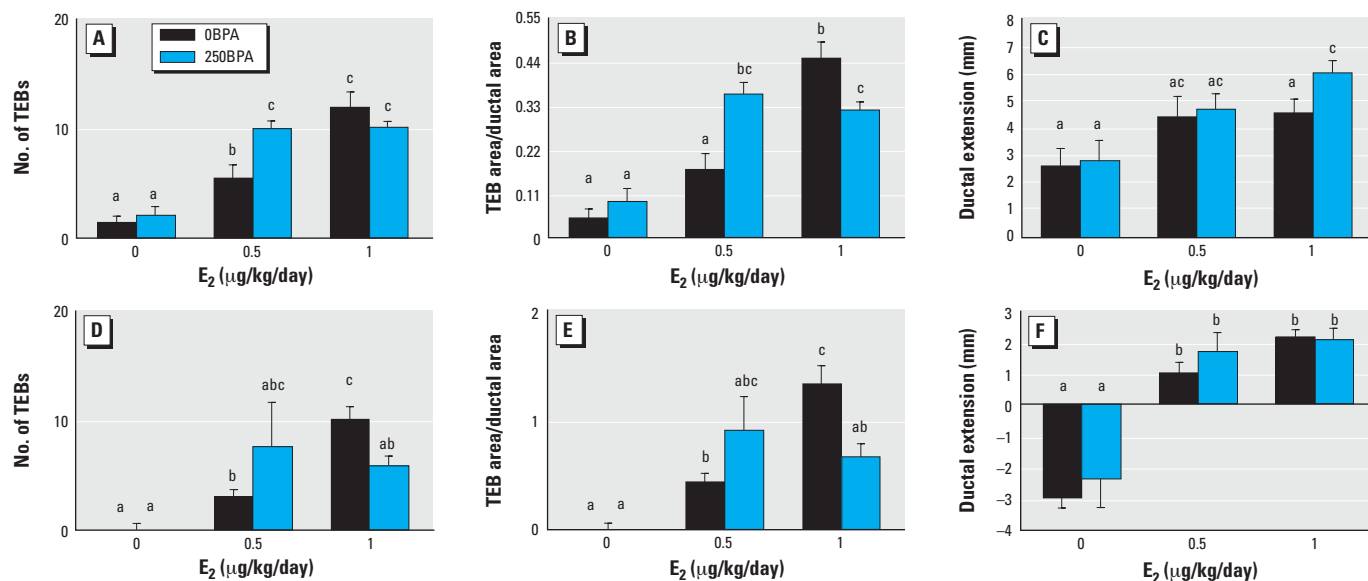 A
0BPA
250BPA
No. of TEBs
20
10
0
a
a
b
c
c
c
0
0.5
1
E₂ (μg/kg/day)
B
TEB area/ductal area
0.55
0.44
0.33
0.22
0.11
0
a
a
a
bc
b
c
0
0.5
1
E₂ (μg/kg/day)
C
Ductal extension (mm)
8
7
6
5
4
3
2
1
0
a
a
ac
ac
a
c
0
0.5
1
E₂ (μg/kg/day)
D
No. of TEBs
20
10
0
a
a
b
abc
c
ab
0
0.5
1
E₂ (μg/kg/day)
E
TEB area/ductal area
2
1
0
a
a
b
abc
c
ab
0
0.5
1
E₂ (μg/kg/day)
F
Ductal extension (mm)
3
2
1
0
–1
–2
–3
–4
a
a
b
b
b
b
0
0.5
1
E₂ (μg/kg/day)